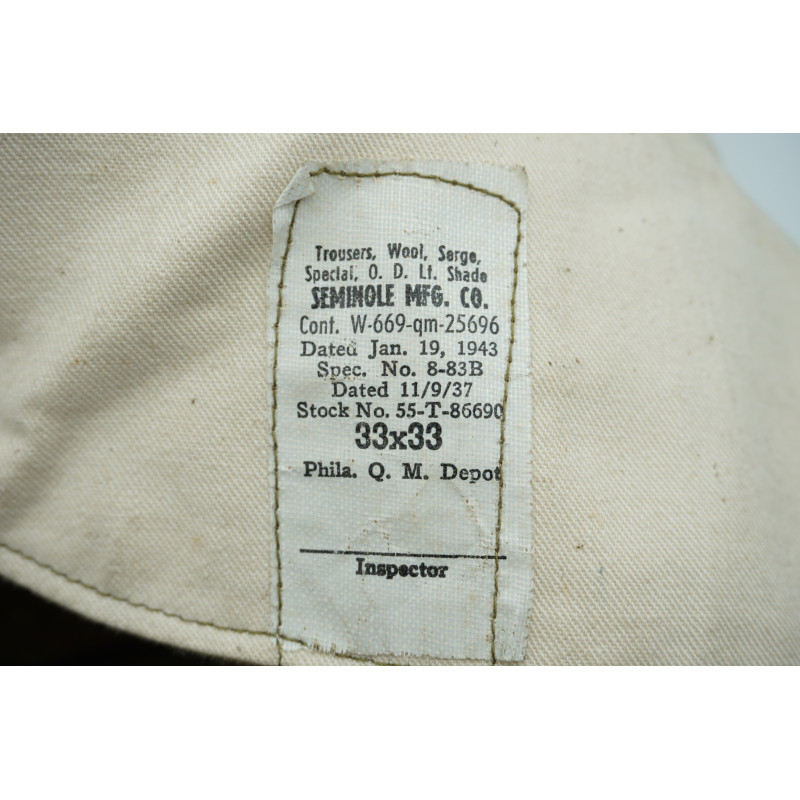 Trousers, Wool, Serge,
Special, O. D. Lt. Shade
SEMINOLE MFG. CO.
Cont. W-669-qm-25696
Dated Jan. 19, 1943
Spec. No. 8-83B
Dated 11/9/37
Stock No. 55-T-86690
33x33
Phila. Q. M. Depot
Inspector